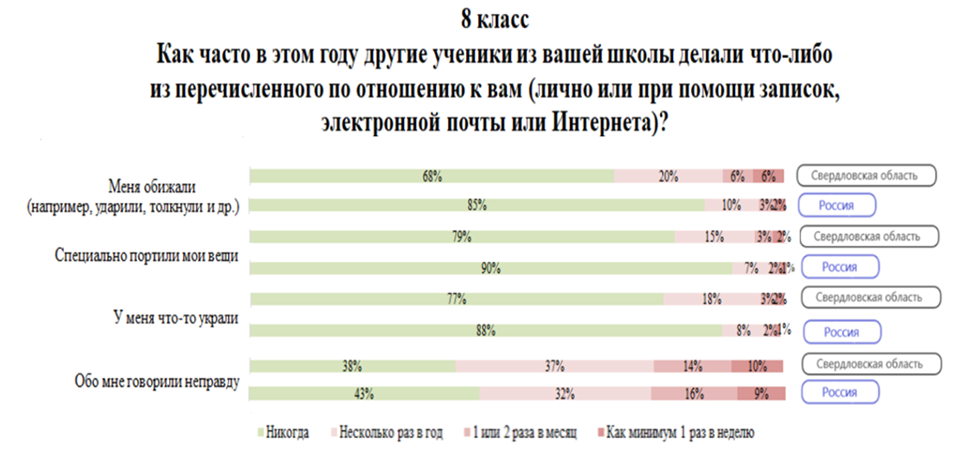 8 класс
Как часто в этом году другие ученики из вашей школы делали что-либо
из перечисленного по отношению к вам (лично или при помощи записок,
электронной почты или Интернета)?
Меня обижали
(например, ударили, толкнули и др.)
68% 20% 6% 6% Свердловская область
85% 10% 3% 2% Россия
Специально портили мои вещи
79% 15% 3% 2% Свердловская область
90% 7% 2% 1% Россия
У меня что-то украли
77% 18% 3% 2% Свердловская область
88% 8% 2% 1% Россия
Обо мне говорили неправду
38% 37% 14% 10% Свердловская область
43% 32% 16% 9% Россия
Никогда Несколько раз в год 1 или 2 раза в месяц Как минимум 1 раз в неделю